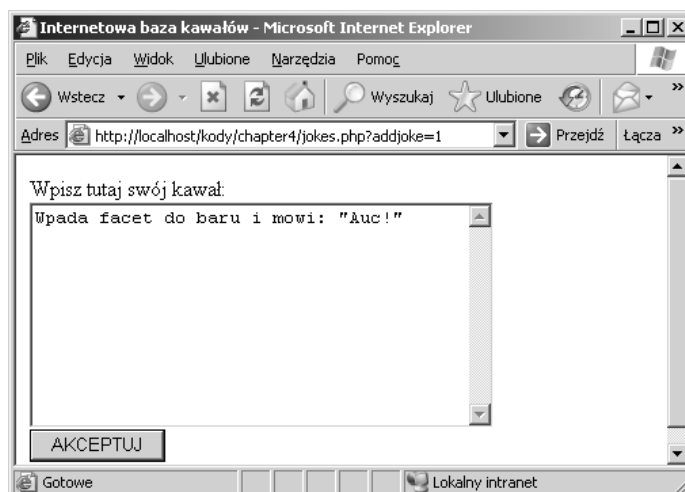 Internetowa baza kawałów - Microsoft Internet Explorer
Plik Edycja Widok Ulubione Narzędzia Pomoc
Wstecz Wyszukaj Ulubione »
Adres http://localhost/kody/chapter4/jokes.php?addjoke=1 Przejdź Łącza »
Wpisz tutaj swój kawał:
Wpada facet do baru i mowi: "Auc!"
AKCEPTUJ
Gotowe Lokalny intranet